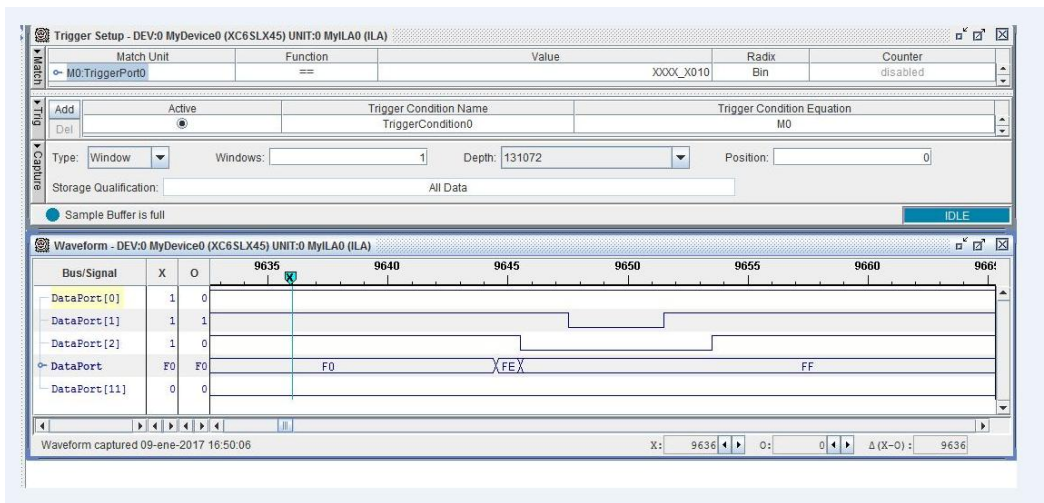 Trigger Setup - DEV:0 MyDevice0 (XC6SLX45) UNIT:0 MyILA0 (ILA)
Match
Match Unit Function Value Radix Counter
M0:TriggerPort0 == XXXX_X010 Bin disabled
Trig
Add Active Trigger Condition Name Trigger Condition Equation
Del TriggerCondition0 M0
Capture
Type: Window Windows: 1 Depth: 131072 Position: 0
Storage Qualification: All Data
Sample Buffer is full IDLE
Waveform - DEV:0 MyDevice0 (XC6SLX45) UNIT:0 MyILA0 (ILA)
Bus/Signal X O 9635 9640 9645 9650 9655 9660
X
DataPort[0] 1 0
DataPort[1] 1 1
DataPort[2] 1 0
DataPort F0 F0 F0 FE FF
DataPort[11] 0 0
Waveform captured 09-ene-2017 16:50:06 X: 9636 O: 0 Δ(X-O): 9636